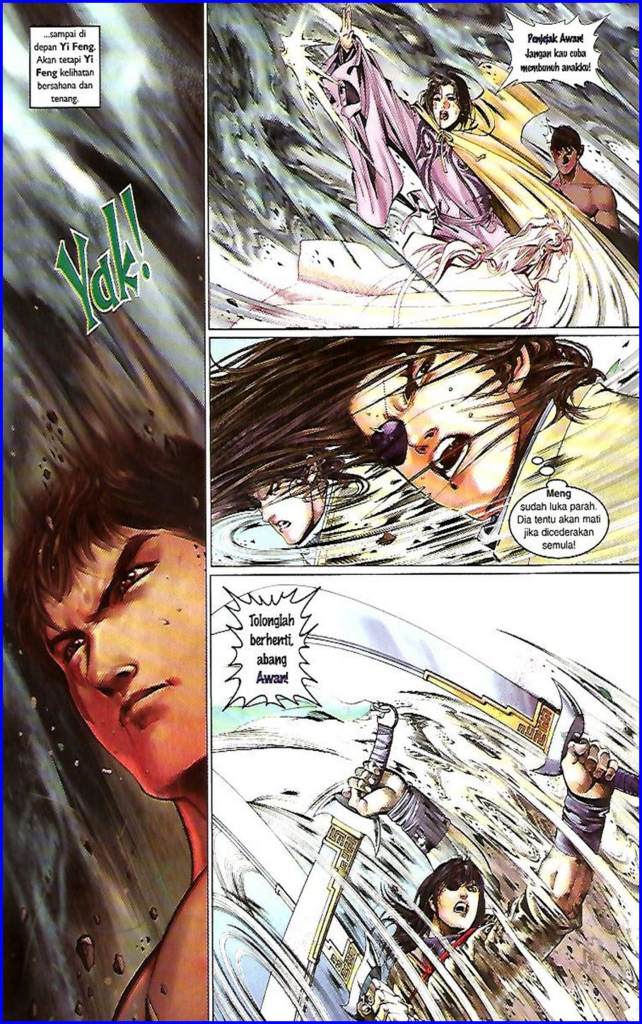 ...sampai di
depan Yi Feng.
Akan tetapi Yi
Feng kelihatan
bersahana dan
tenang.
Yak!
Penjejak Awan!
Jangan kau cuba
membunuh anakku!
Meng
sudah luka parah.
Dia tentu akan mati
jika dicederakan
semula!
Tolonglah
berhenti,
abang
Awan!